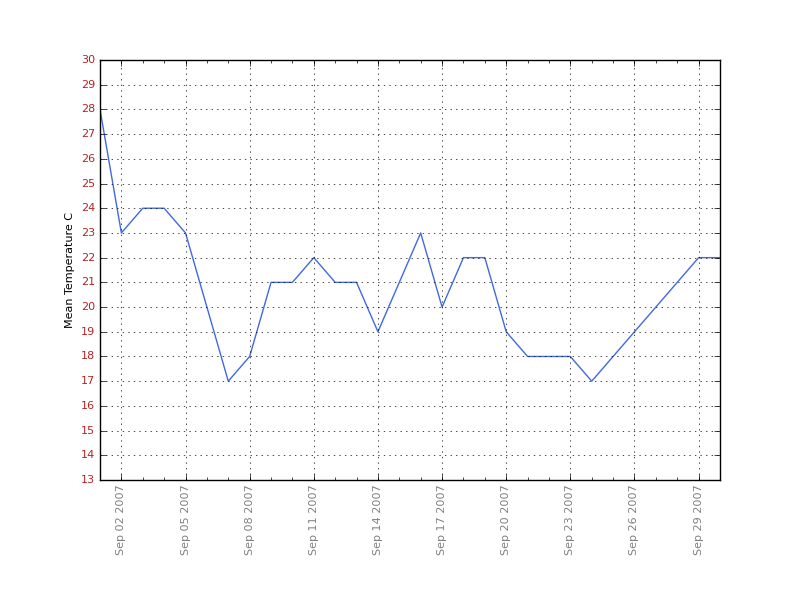 30
29
28
27
26
25
24
23
22
21
20
19
18
17
16
15
14
13
Mean Temperature C
Sep 02 2007
Sep 05 2007
Sep 08 2007
Sep 11 2007
Sep 14 2007
Sep 17 2007
Sep 20 2007
Sep 23 2007
Sep 26 2007
Sep 29 2007